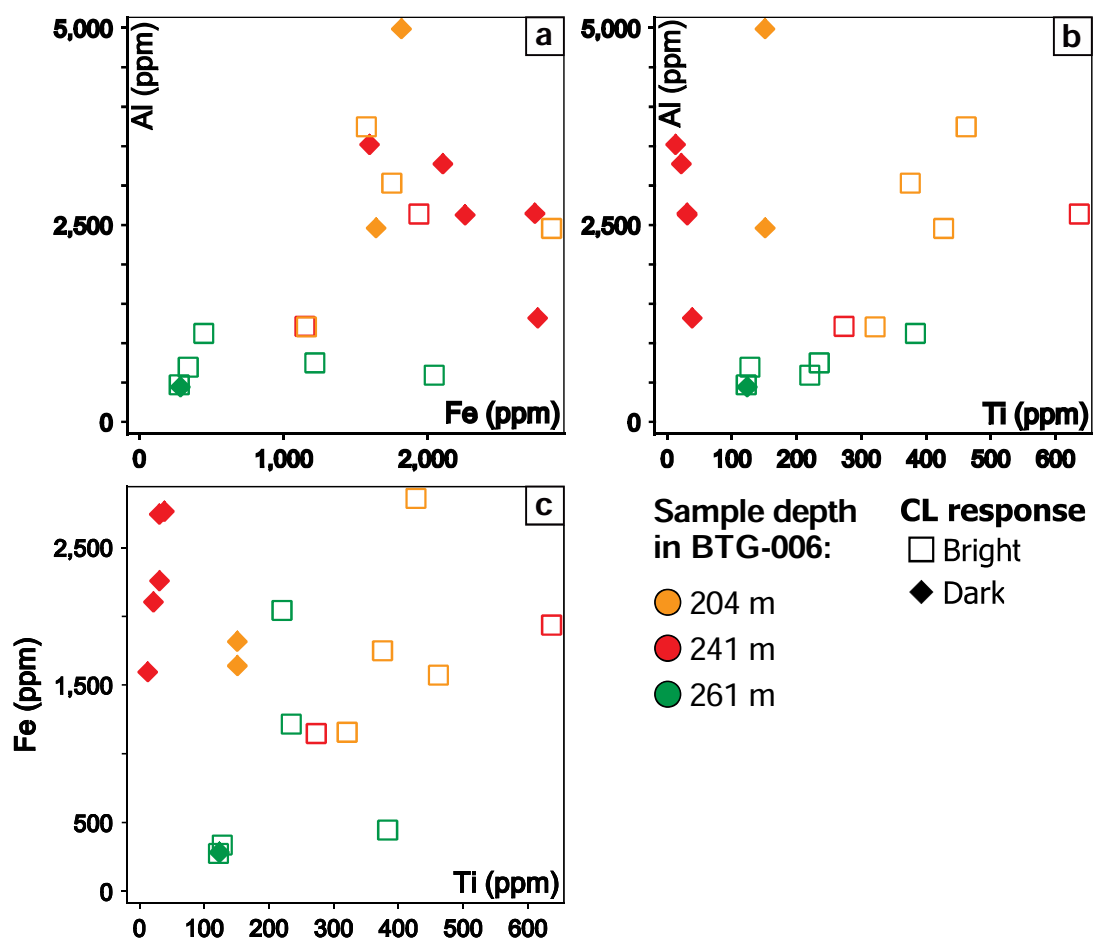 5,000
2,500
0
Al (ppm)
a
Fe (ppm)
0 1,000 2,000
5,000
2,500
0
Al (ppm)
b
Ti (ppm)
0 100 200 300 400 500 600
2,500
1,500
500
0
Fe (ppm)
c
Ti (ppm)
0 100 200 300 400 500 600
Sample depth
in BTG-006:
204 m
241 m
261 m
CL response
Bright
Dark